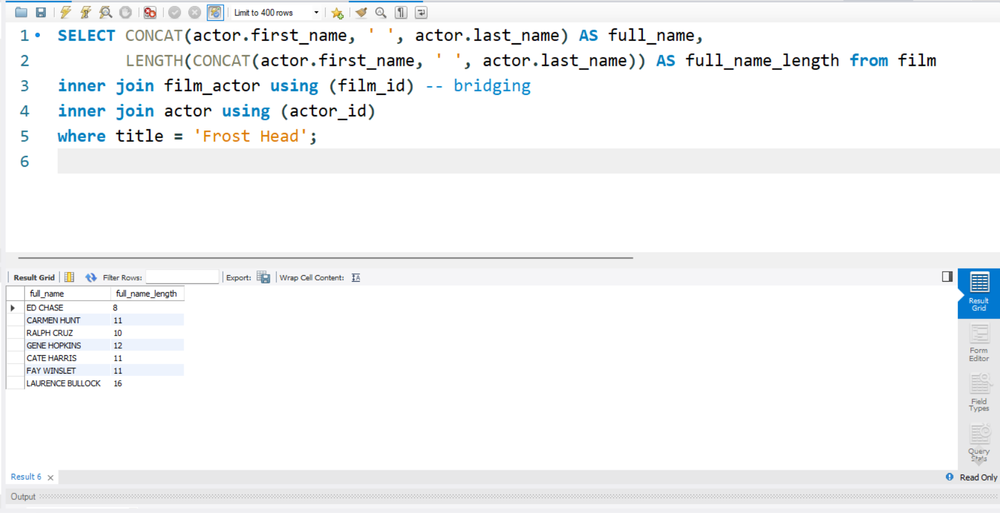 Limit to 400 rows
1 SELECT CONCAT(actor.first_name, ' ', actor.last_name) AS full_name,
2 LENGTH(CONCAT(actor.first_name, ' ', actor.last_name)) AS full_name_length from film
3 inner join film_actor using (film_id) -- bridging
4 inner join actor using (actor_id)
5 where title = 'Frost Head';
6
Result Grid Filter Rows: Export: Wrap Cell Content:
full_name full_name_length
ED CHASE 8
CARMEN HUNT 11
RALPH CRUZ 10
GENE HOPKINS 12
CATE HARRIS 11
FAY WINSLET 11
LAURENCE BULLOCK 16
Result
Grid
Form
Editor
Field
Types
Query
Stats
Result 6
Read Only
Output